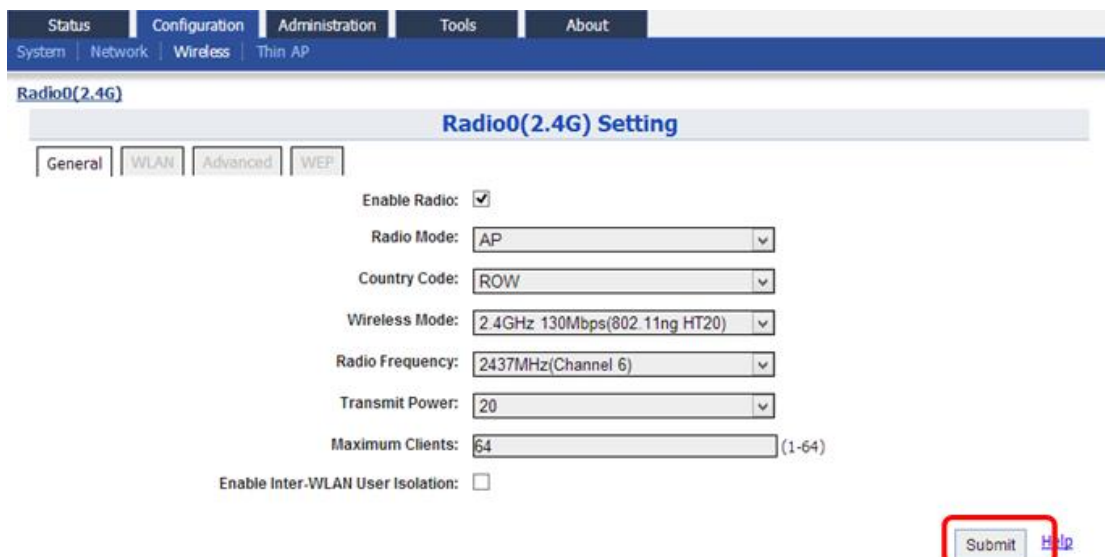 Status Configuration Administration Tools About
System | Network | Wireless | Thin AP
Radio0(2.4G)
Radio0(2.4G) Setting
General WLAN Advanced WEP
Enable Radio:
Radio Mode: AP
Country Code: ROW
Wireless Mode: 2.4GHz 130Mbps(802.11ng HT20)
Radio Frequency: 2437MHz(Channel 6)
Transmit Power: 20
Maximum Clients: 64 (1-64)
Enable Inter-WLAN User Isolation:
Submit Help